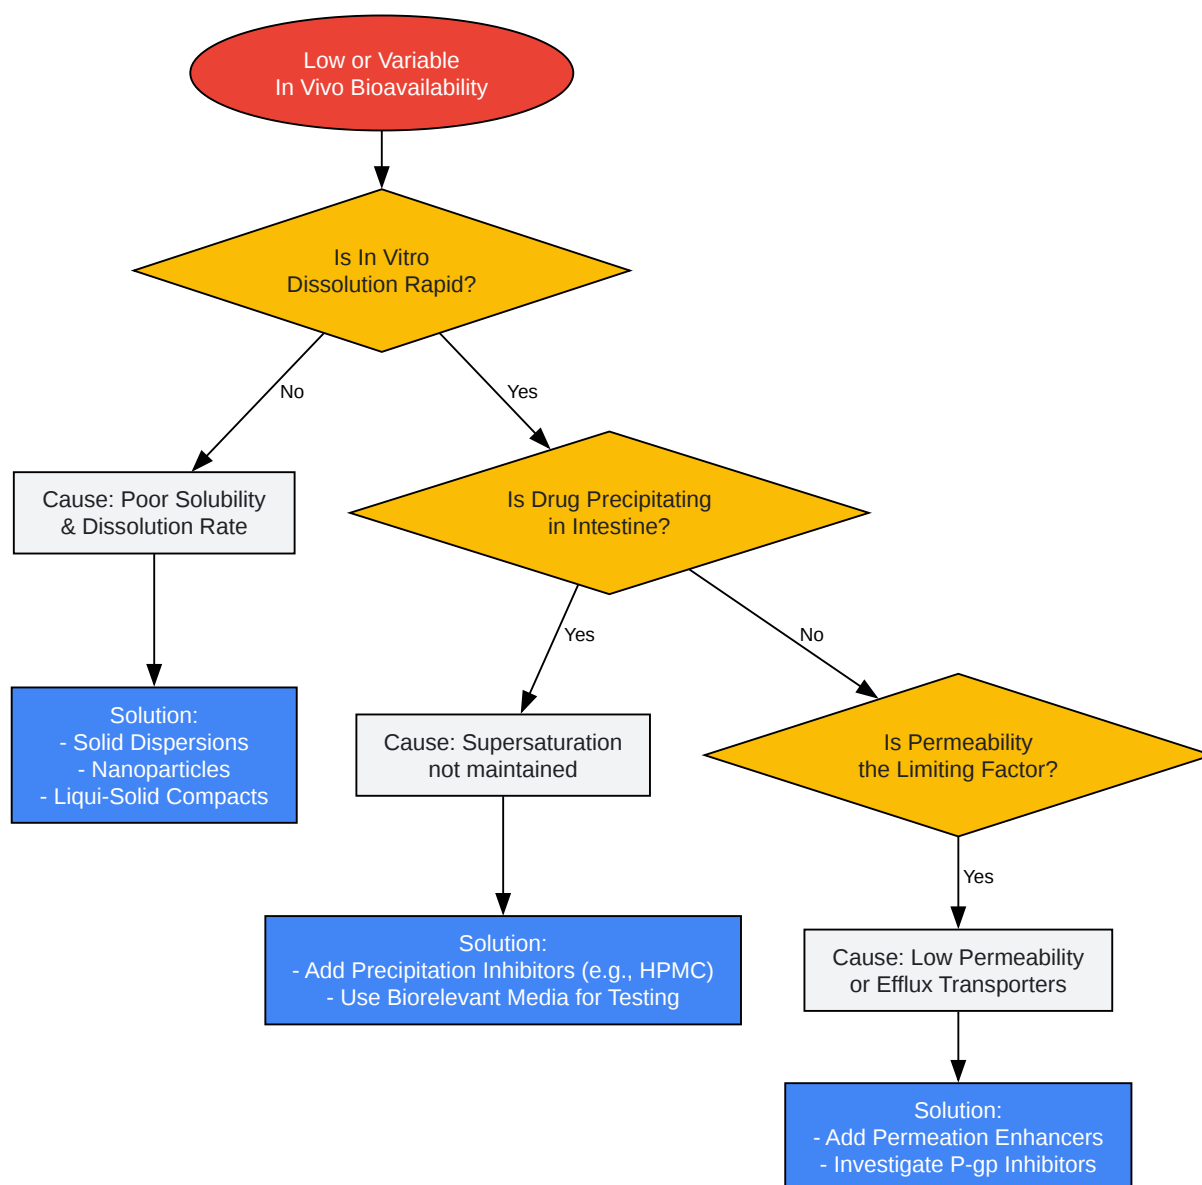 Low or Variable
In Vivo Bioavailability
Is In Vitro
Dissolution Rapid?
No
Yes
Cause: Poor Solubility
& Dissolution Rate
Is Drug Precipitating
in Intestine?
Yes
No
Solution:
- Solid Dispersions
- Nanoparticles
- Liqui-Solid Compacts
Cause: Supersaturation
not maintained
Is Permeability
the Limiting Factor?
Yes
Solution:
- Add Precipitation Inhibitors (e.g., HPMC)
- Use Biorelevant Media for Testing
Cause: Low Permeability
or Efflux Transporters
Solution:
- Add Permeation Enhancers
- Investigate P-gp Inhibitors